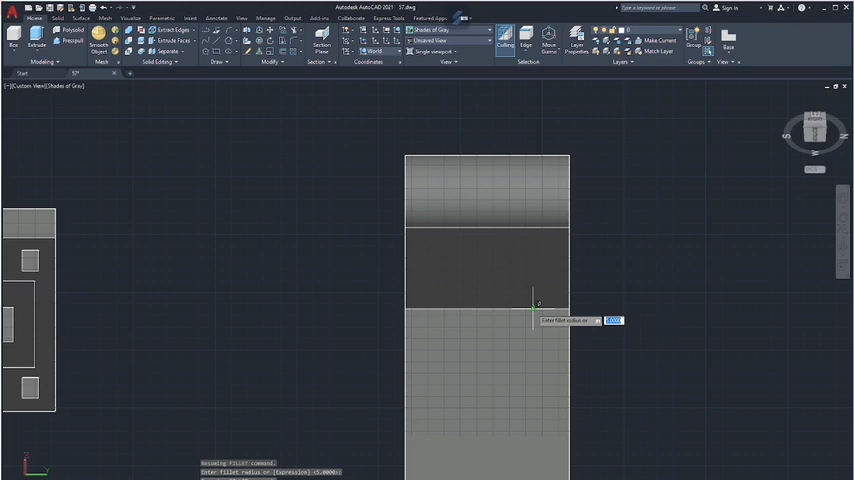 Autodesk AutoCAD 2021 57.dwg
Type a keyword or phrase
Sign In
Home Solid Surface Mesh Visualize Parametric Insert Annotate View Manage Output Add-ins Collaborate Express Tools Featured Apps
Box
Extrude
Polysolid
Presspull
Smooth
Object
Extract Edges
Section
Plane
World
Shades of Gray
Unsaved View
Single viewport
Culling
Edge
Move
Gizmo
Layer
Properties
0
Make Current
Match Layer
Group
Base
Modeling
Mesh
Solid Editing
Draw
Modify
Section
Coordinates
View
Selection
Layers
Groups
View
Start
57*
[-][Custom View][Shades of Gray]
S
N
W
Enter fillet radius or
5.0000
Z
Y
Resuming FILLET command.
Enter fillet radius or [Expression] <5.0000>: